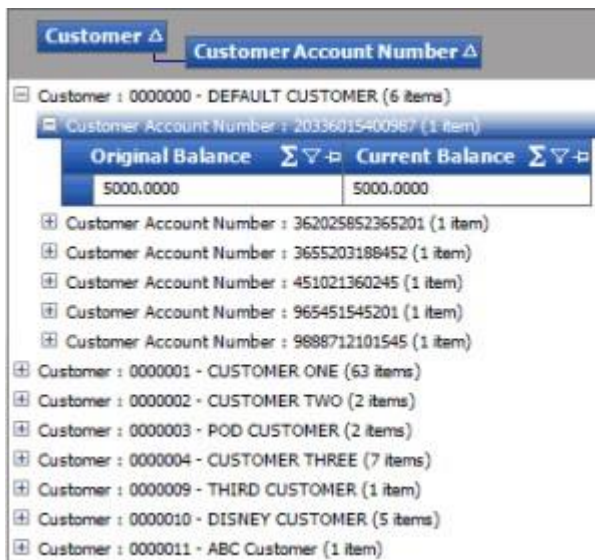 Customer △
Customer Account Number △
Customer : 0000000 - DEFAULT CUSTOMER (6 items)
Customer Account Number : 20336015400987 (1 item)
Original Balance Σ Current Balance Σ
5000.0000 5000.0000
Customer Account Number : 362025852365201 (1 item)
Customer Account Number : 3655203188452 (1 item)
Customer Account Number : 451021360245 (1 item)
Customer Account Number : 965451545201 (1 item)
Customer Account Number : 9888712101545 (1 item)
Customer : 0000001 - CUSTOMER ONE (63 items)
Customer : 0000002 - CUSTOMER TWO (2 items)
Customer : 0000003 - POD CUSTOMER (2 items)
Customer : 0000004 - CUSTOMER THREE (7 items)
Customer : 0000009 - THIRD CUSTOMER (1 item)
Customer : 0000010 - DISNEY CUSTOMER (5 items)
Customer : 0000011 - ABC Customer (1 item)